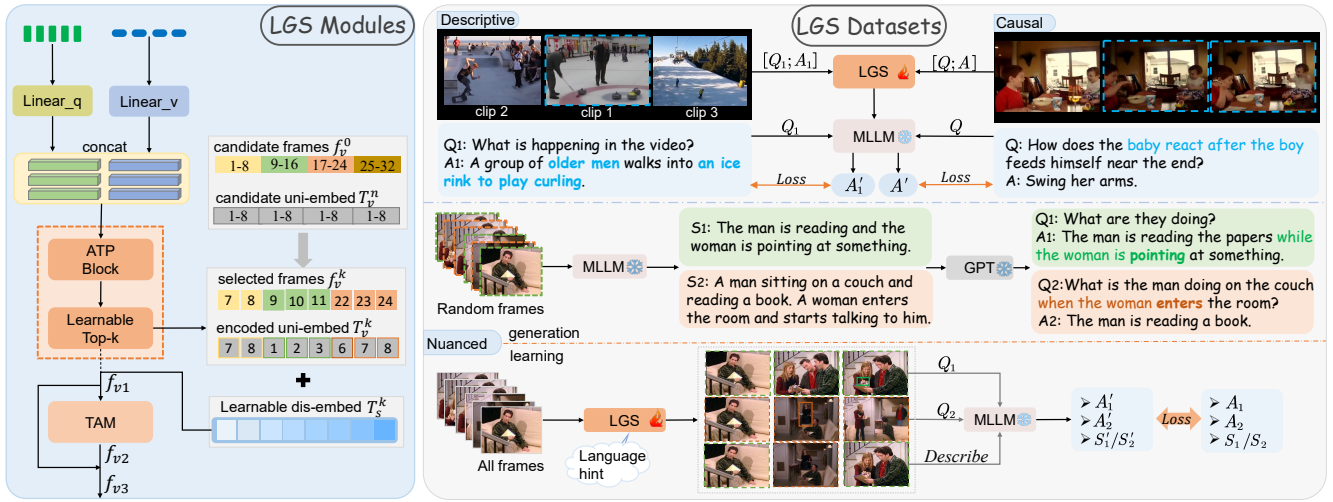 LGS Modules
Linear_q
Linear_v
concat
ATP
Block
Learnable
Top-k
f_{v1}
TAM
f_{v2}
f_{v3}
candidate frames f_v^0
1-8 9-16 17-24 25-32
candidate uni-embed T_v^n
1-8 1-8 1-8 1-8
selected frames f_v^k
7 8 9 10 11 22 23 24
encoded uni-embed T_v^k
7 8 1 2 3 6 7 8
+
Learnable dis-embed T_s^k
LGS Datasets
Descriptive
clip 2
clip 1
clip 3
Q1: What is happening in the video?
A1: A group of older men walks into an ice
rink to play curling.
[Q_1; A_1]
LGS
[Q; A]
Q_1
MLLM
Q
Loss
A_1'
A'
Loss
Causal
Q: How does the baby react after the boy
feeds himself near the end?
A: Swing her arms.
Random frames
MLLM
S1: The man is reading and the
woman is pointing at something.
S2: A man sitting on a couch and
reading a book. A woman enters
the room and starts talking to him.
GPT
Q1: What are they doing?
A1: The man is reading the papers while
the woman is pointing at something.
Q2:What is the man doing on the couch
when the woman enters the room?
A2: The man is reading a book.
generation
Nuanced
learning
All frames
LGS
Language
hint
Q_1
Q_2
Describe
MLLM
➢ A_1'
➢ A_2'
➢ S_1'/S_2'
Loss
➢ A_1
➢ A_2
➢ S_1/S_2